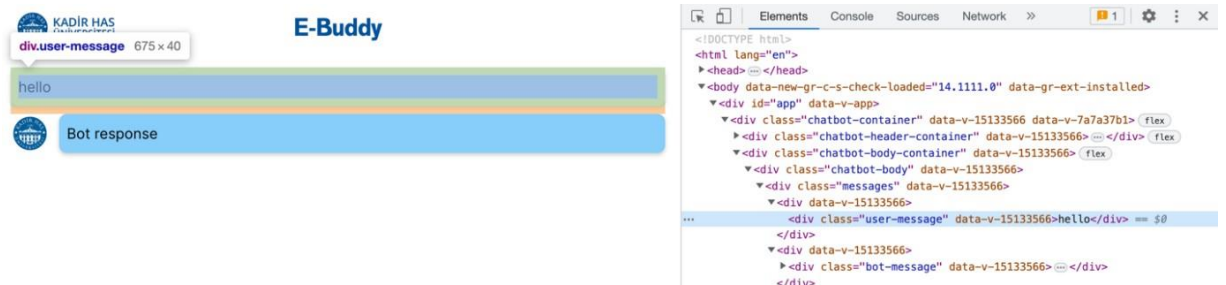 KADİR HAS
ÜNİVERSİTESİ
E-Buddy
div.user-message 675 × 40
hello
Bot response
Elements Console Sources Network » 1
<!DOCTYPE html>
<html lang="en">
▶<head>…</head>
▼<body data-new-gr-c-s-check-loaded="14.1111.0" data-gr-ext-installed>
▼<div id="app" data-v-app>
▼<div class="chatbot-container" data-v-15133566 data-v-7a7a37b1> flex
▶<div class="chatbot-header-container" data-v-15133566>…</div> flex
▼<div class="chatbot-body-container" data-v-15133566> flex
▼<div class="chatbot-body" data-v-15133566>
▼<div class="messages" data-v-15133566>
▼<div data-v-15133566>
… <div class="user-message" data-v-15133566>hello</div> == $0
</div>
▼<div data-v-15133566>
▶<div class="bot-message" data-v-15133566>…</div>
</div>